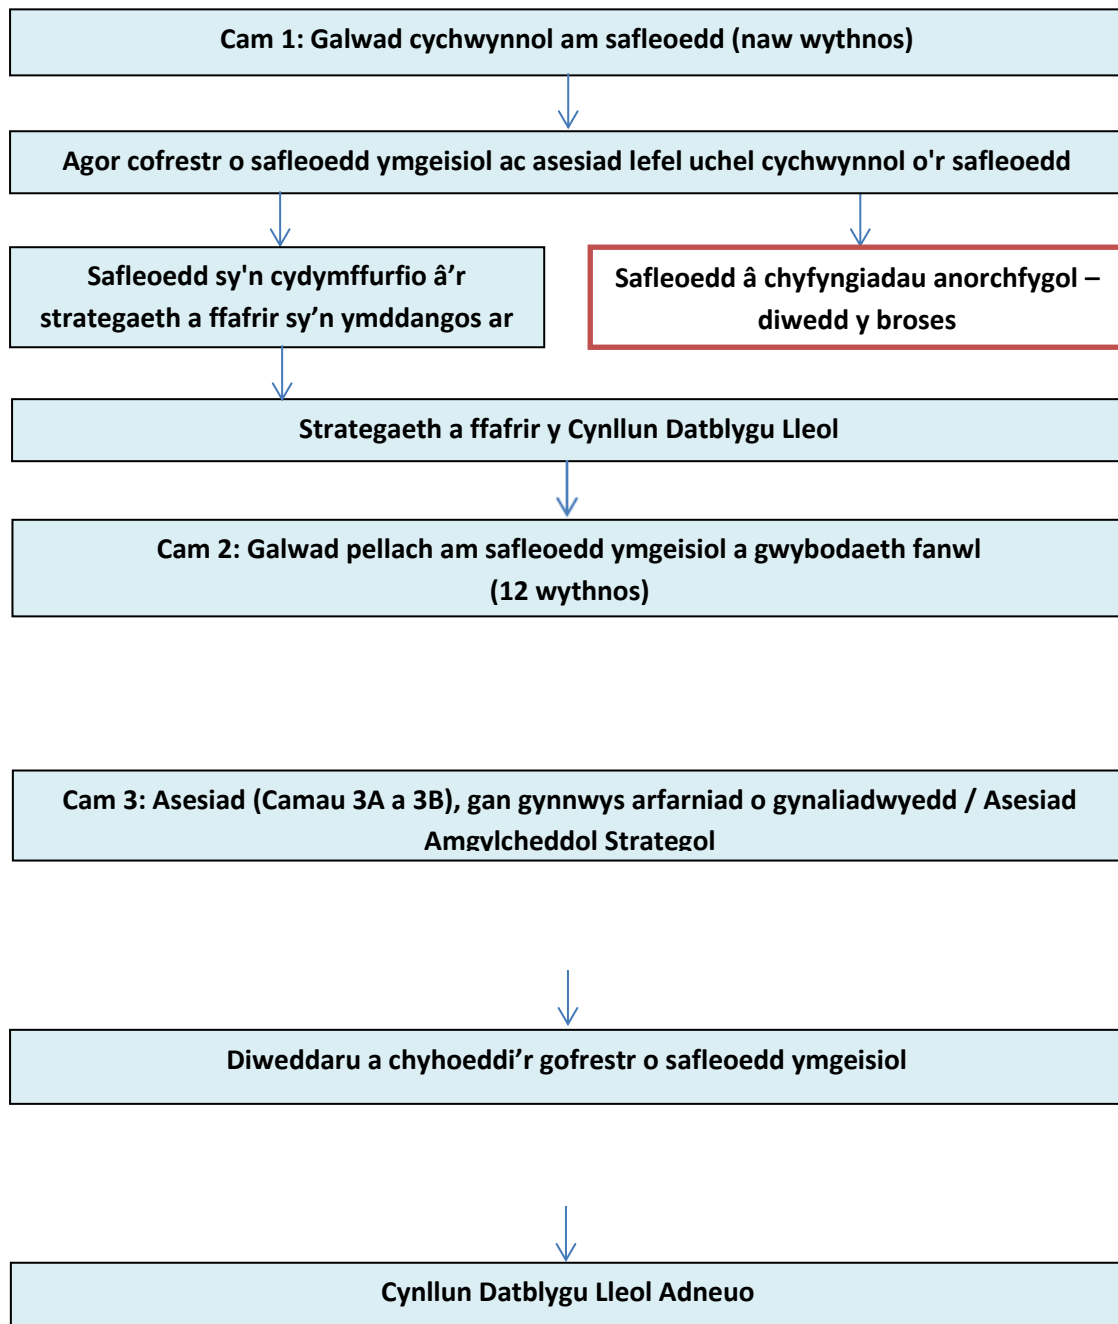 Cam 1: Galwad cychwynnol am safleoedd (naw wythnos)
Agor cofrestr o safleoedd ymgeisiol ac asesiad lefel uchel cychwynnol o'r safleoedd
Safleoedd sy'n cydymffurfio â’r
strategaeth a ffafrir sy’n ymddangos ar
Safleoedd â chyfyngiadau anorchfygol –
diwedd y broses
Strategaeth a ffafrir y Cynllun Datblygu Lleol
Cam 2: Galwad pellach am safleoedd ymgeisiol a gwybodaeth fanwl
(12 wythnos)
Cam 3: Asesiad (Camau 3A a 3B), gan gynnwys arfarniad o gynaliadwyedd / Asesiad
Amgylcheddol Strategol
Diweddaru a chyhoeddi’r gofrestr o safleoedd ymgeisiol
Cynllun Datblygu Lleol Adneuo